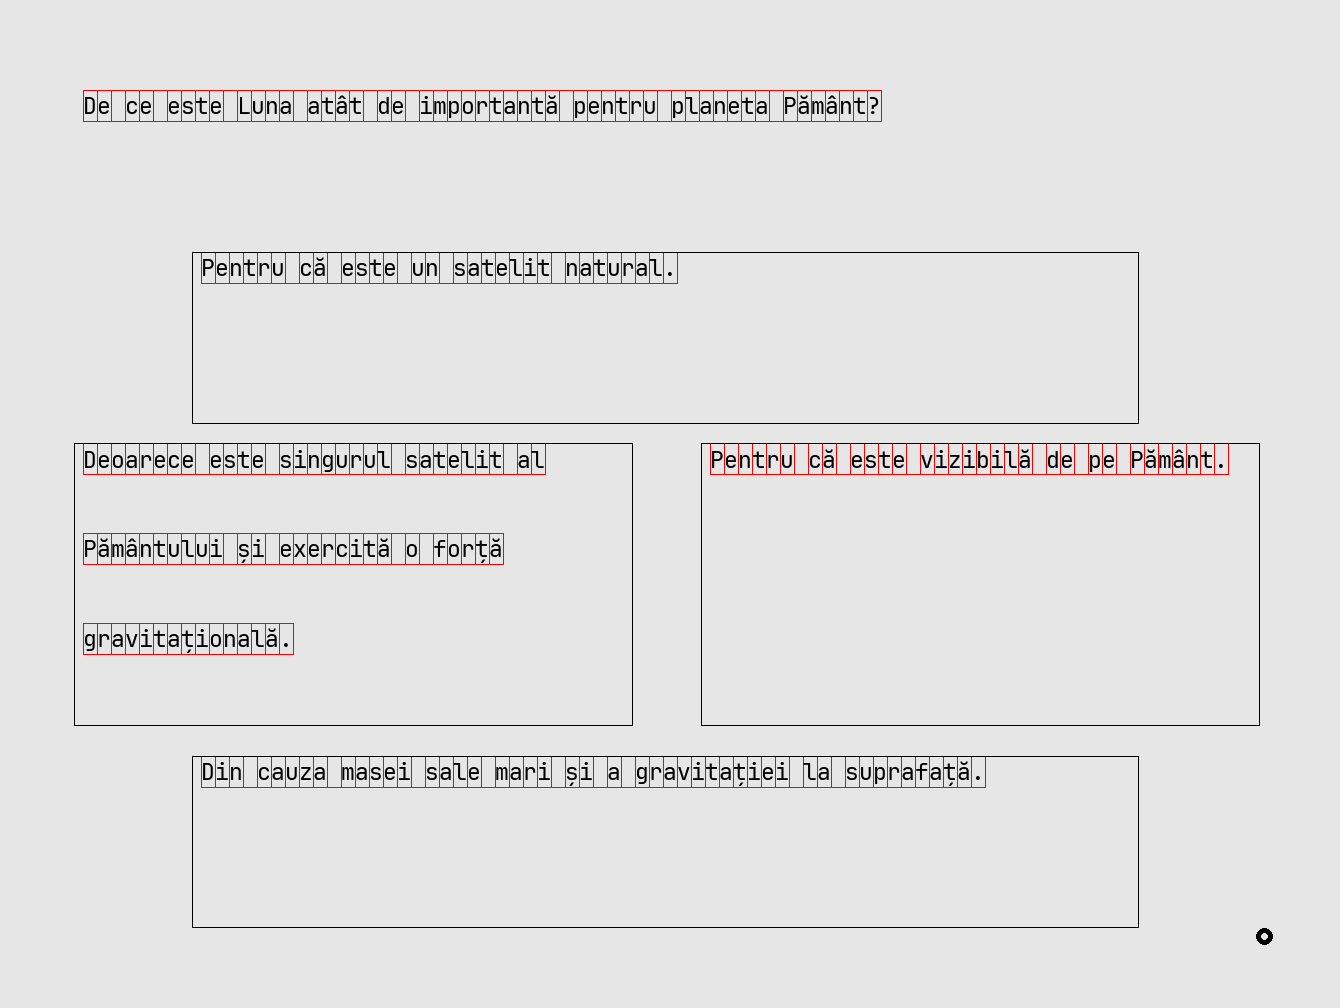 De ce este Luna atât de importantă pentru planeta Pământ?
Pentru că este un satelit natural.
Deoarece este singurul satelit al
Pământului și exercită o forță
gravitațională.
Pentru că este vizibilă de pe Pământ.
Din cauza masei sale mari și a gravitației la suprafață.